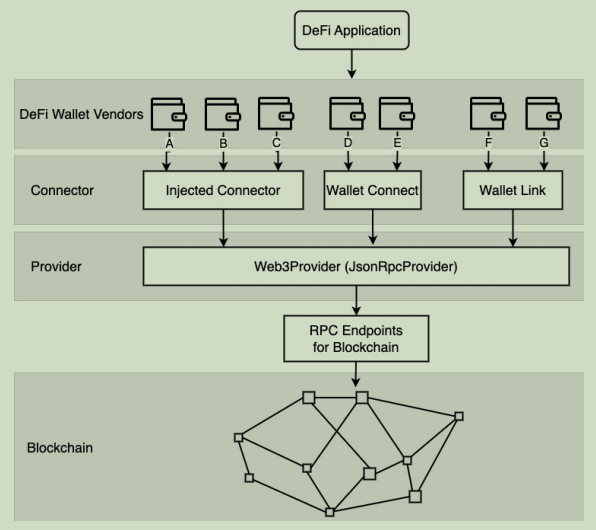 DeFi Application
DeFi Wallet Vendors
A B C D E F G
Connector
Injected Connector
Wallet Connect
Wallet Link
Provider
Web3Provider (JsonRpcProvider)
RPC Endpoints
for Blockchain
Blockchain